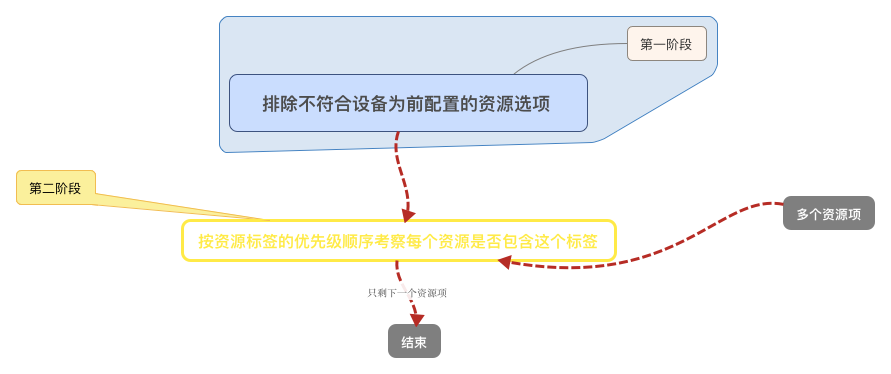 第一阶段
排除不符合设备为前配置的资源选项
第二阶段
多个资源项
按资源标签的优先级顺序考察每个资源是否包含这个标签
只剩下一个资源项
结束